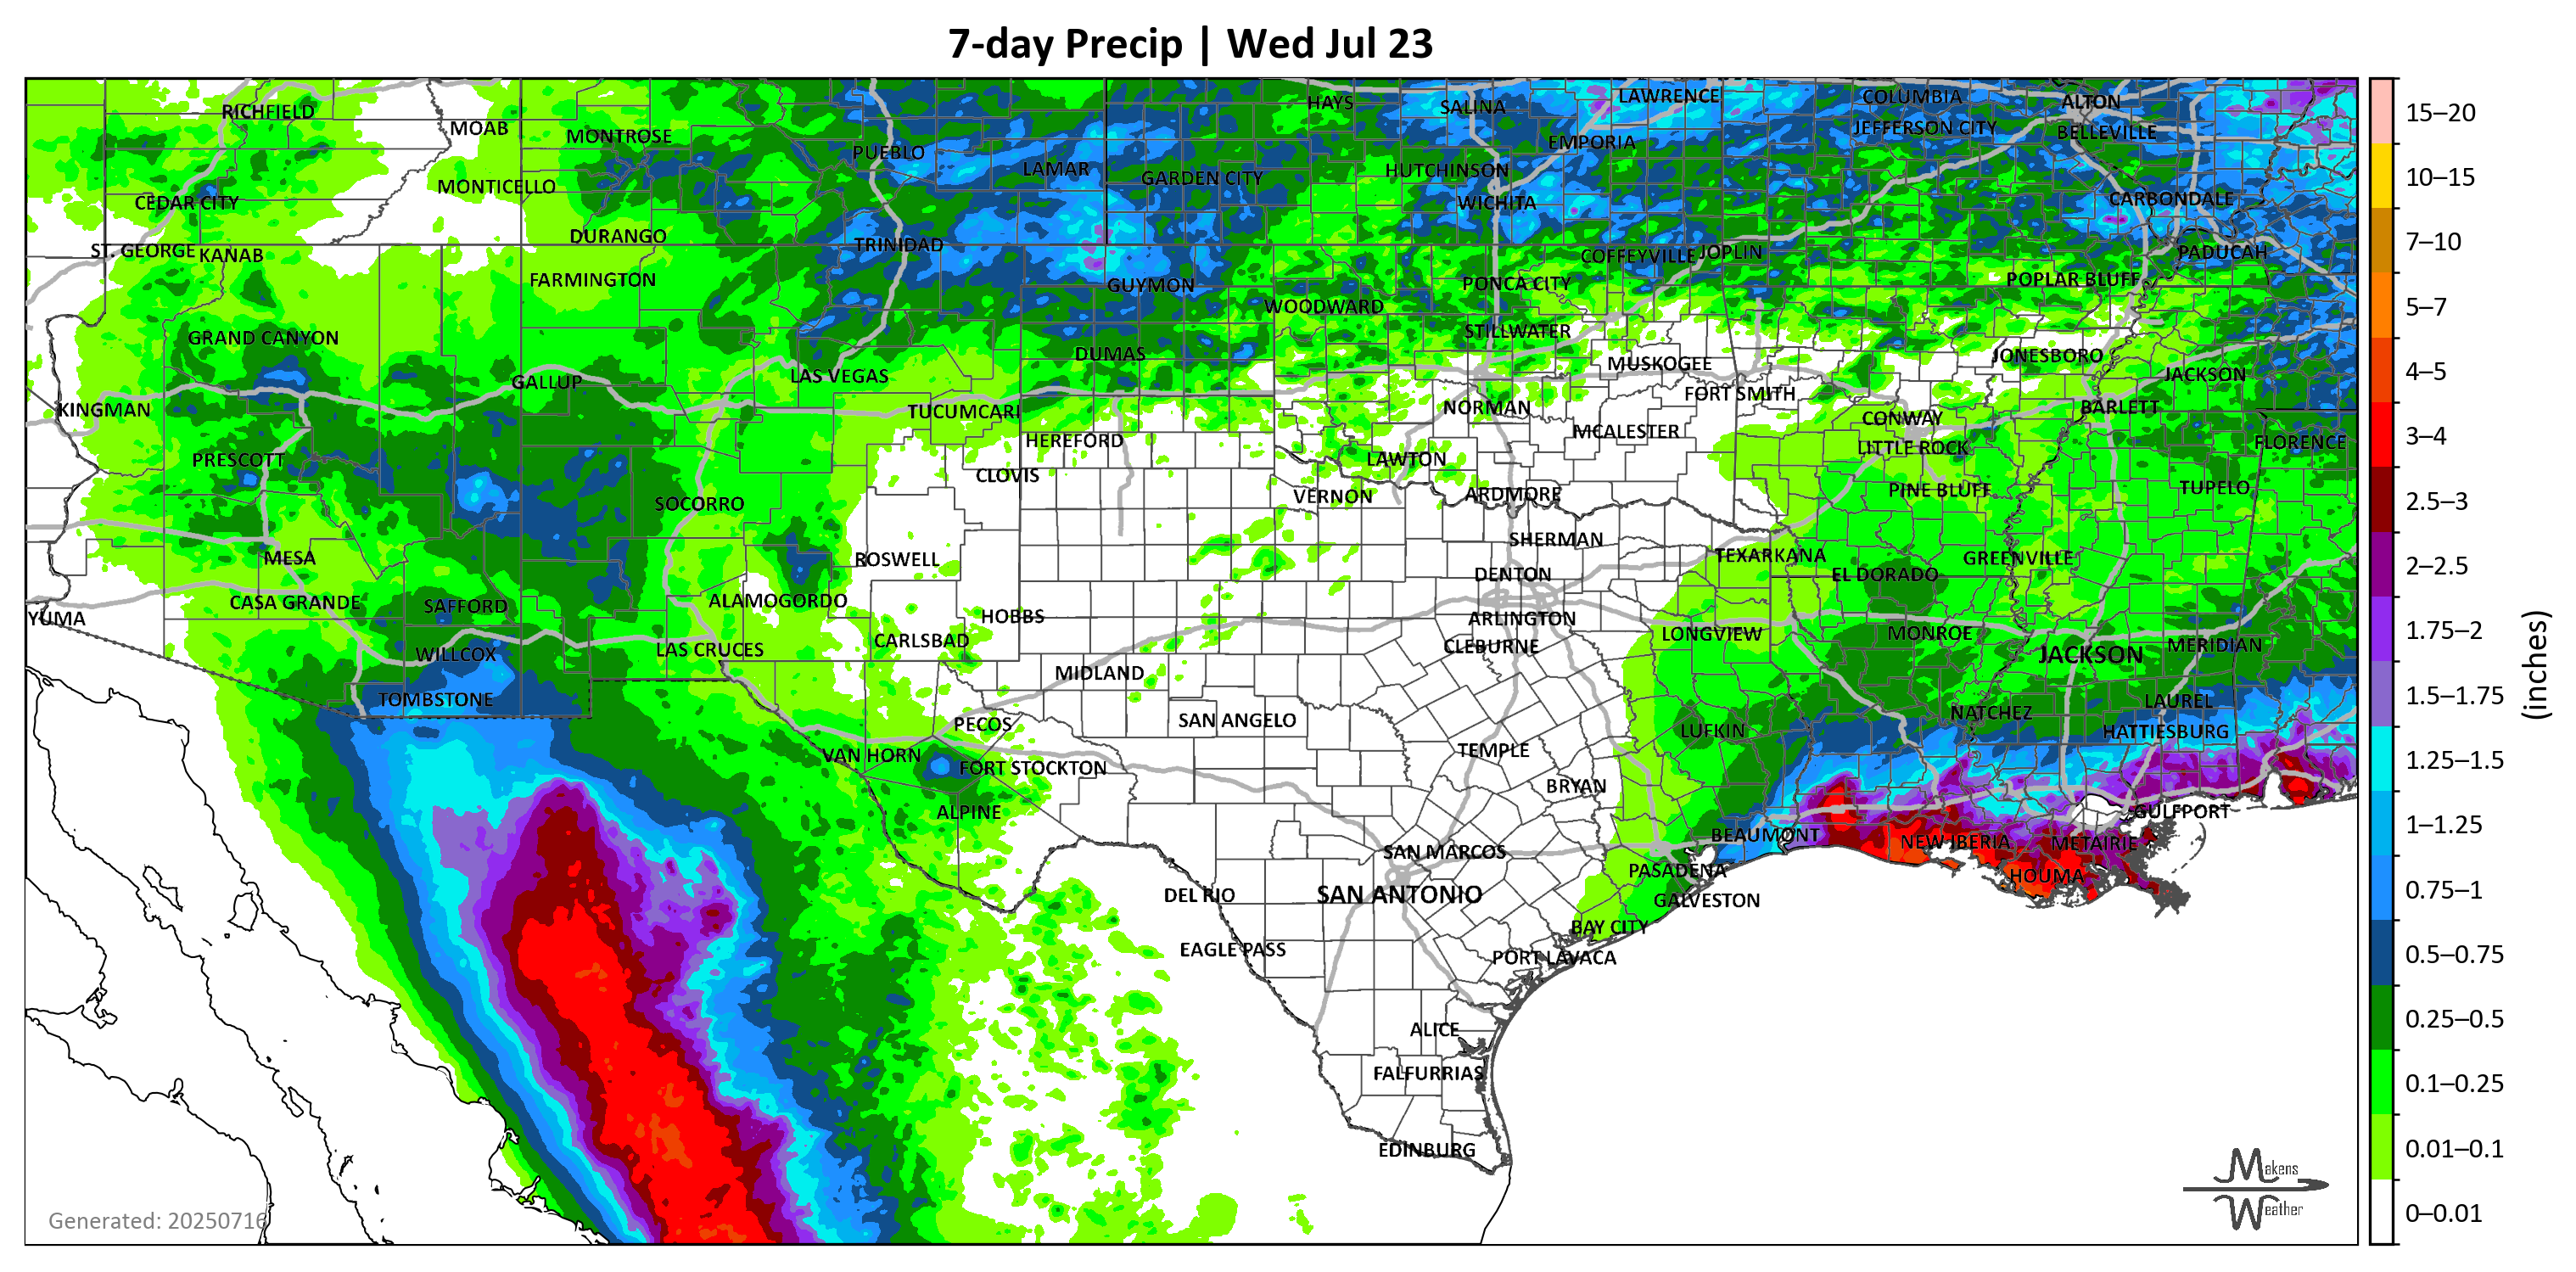 7-day Precip | Wed Jul 23
RICHFIELD
MOAB
MONTROSE
PUEBLO
LAMAR
GARDEN CITY
HAYS
SALINA
LAWRENCE
EMPORIA
HUTCHINSON
WICHITA
COLUMBIA
JEFFERSON CITY
ALTON
BELLEVILLE
CARBONDALE
MONTICELLO
CEDAR CITY
ST. GEORGE
KANAB
DURANGO
TRINIDAD
FARMINGTON
GUYMON
COFFEYVILLE
JOPLIN
PADUCAH
PONCA CITY
POPLAR BLUFF
WOODWARD
STILLWATER
GRAND CANYON
DUMAS
MUSKOGEE
JONESBORO
GALLUP
LAS VEGAS
JACKSON
FORT SMITH
KINGMAN
TUCUMCARI
NORMAN
BARLETT
CONWAY
MCALESTER
HEREFORD
LITTLE ROCK
FLORENCE
PRESCOTT
LAWTON
CLOVIS
TUPELO
PINE BLUFF
VERNON
ARDMORE
SOCORRO
SHERMAN
MESA
ROSWELL
TEXARKANA
GREENVILLE
DENTON
EL DORADO
CASA GRANDE
SAFFORD
ALAMOGORDO
HOBBS
YUMA
ARLINGTON
LONGVIEW
MONROE
CARLSBAD
CLEBURNE
MERIDIAN
WILLCOX
LAS CRUCES
JACKSON
MIDLAND
TOMBSTONE
LAUREL
NATCHEZ
PECOS
SAN ANGELO
LUFKIN
HATTIESBURG
VAN HORN
FORT STOCKTON
TEMPLE
BRYAN
ALPINE
GULFPORT
BEAUMONT
NEW IBERIA
METAIRIE
SAN MARCOS
PASADENA
HOUMA
DEL RIO
SAN ANTONIO
GALVESTON
BAY CITY
EAGLE PASS
PORT LAVACA
ALICE
FALFURRIAS
EDINBURG
Generated: 20250716
Makens
Weather
15–20
10–15
7–10
5–7
4–5
3–4
2.5–3
2–2.5
1.75–2
1.5–1.75
1.25–1.5
1–1.25
0.75–1
0.5–0.75
0.25–0.5
0.1–0.25
0.01–0.1
0–0.01
(inches)